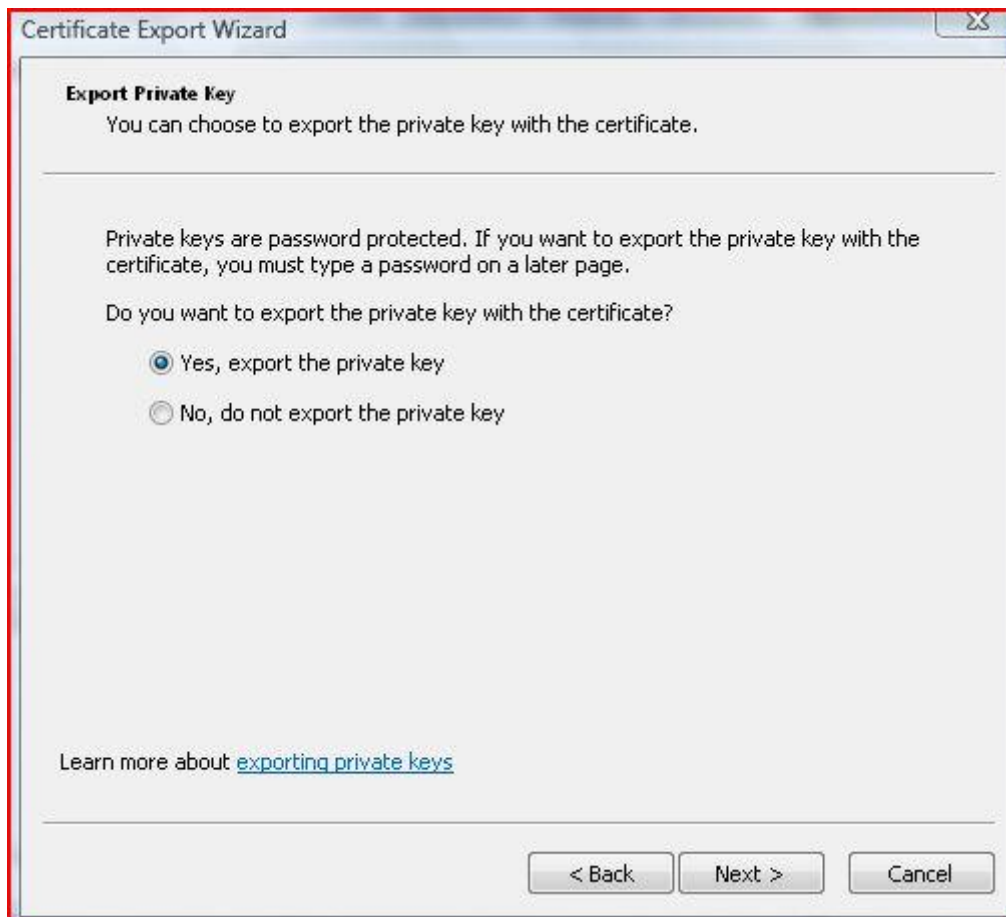 Certificate Export Wizard
Export Private Key
You can choose to export the private key with the certificate.
Private keys are password protected. If you want to export the private key with the
certificate, you must type a password on a later page.
Do you want to export the private key with the certificate?
Yes, export the private key
No, do not export the private key
Learn more about exporting private keys
< Back
Next >
Cancel